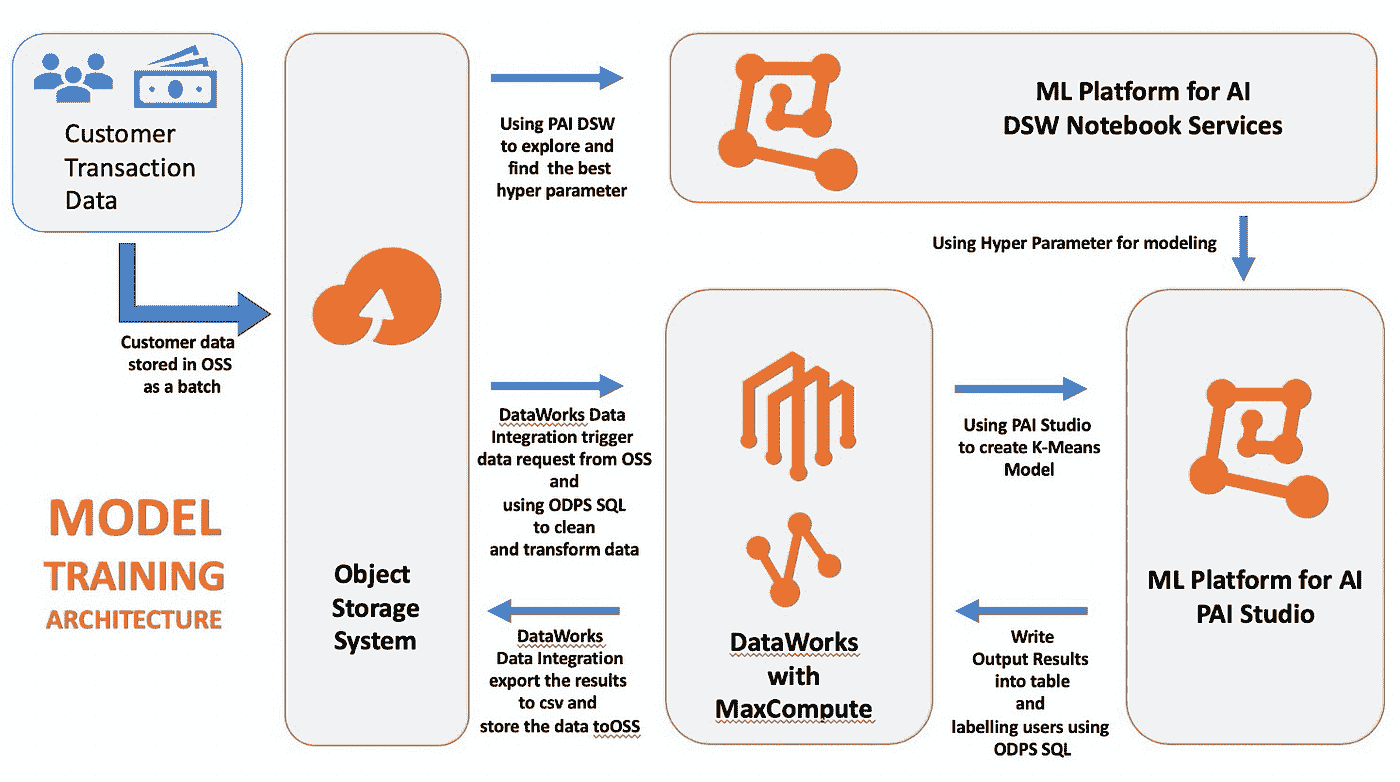 Customer
Transaction
Data
Customer data
stored in OSS
as a batch
MODEL
TRAINING
ARCHITECTURE
Object
Storage
System
Using PAI DSW
to explore and
find the best
hyper parameter
ML Platform for AI
DSW Notebook Services
Using Hyper Parameter for modeling
DataWorks Data
Integration trigger
data request from OSS
and
using ODPS SQL
to clean
and transform data
DataWorks
Data Integration
export the results
to csv and
store the data toOSS
DataWorks
with
MaxCompute
Using PAI Studio
to create K-Means
Model
Write
Output Results
into table
and
labelling users using
ODPS SQL
ML Platform for AI
PAI Studio